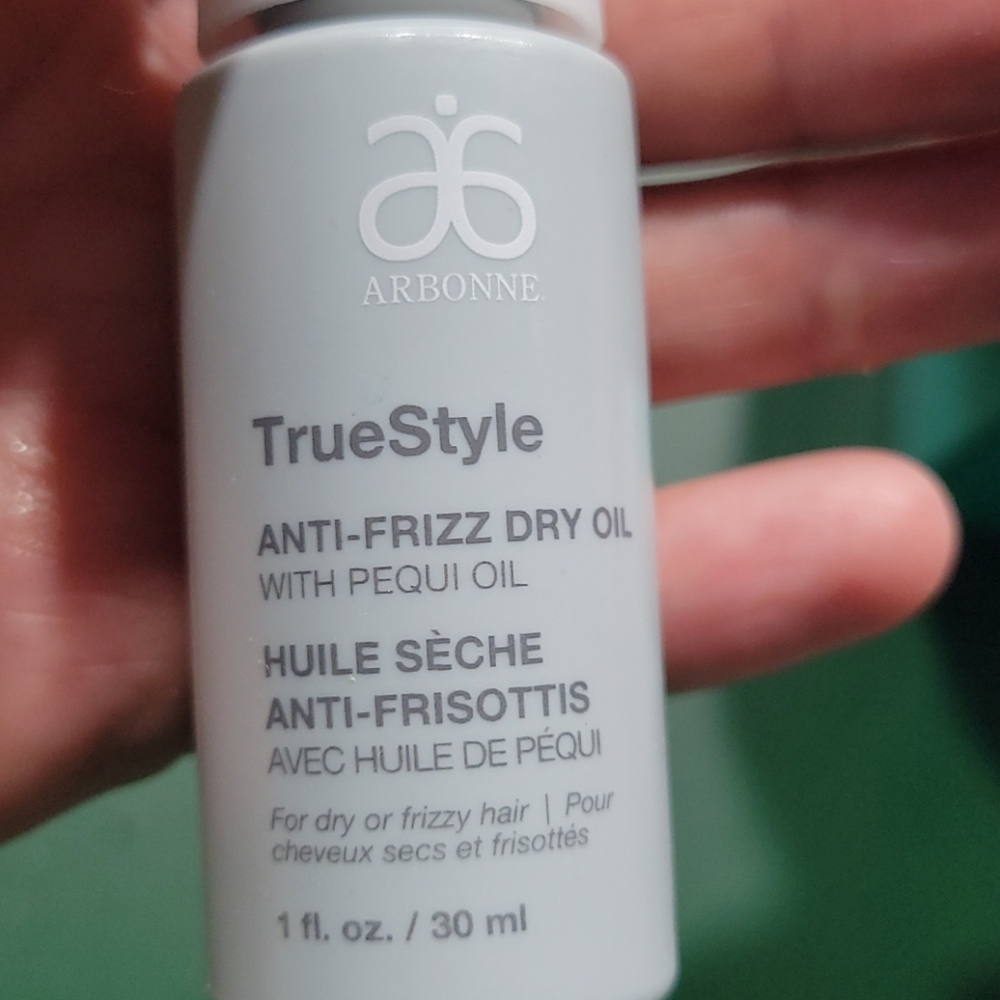 ARBONNE
TrueStyle
ANTI-FRIZZ DRY OIL
WITH PEQUI OIL
HUILE SÈCHE
ANTI-FRISOTTIS
AVEC HUILE DE PÉQUI
For dry or frizzy hair | Pour
cheveux secs et frisottés
1 fl. oz. / 30 ml